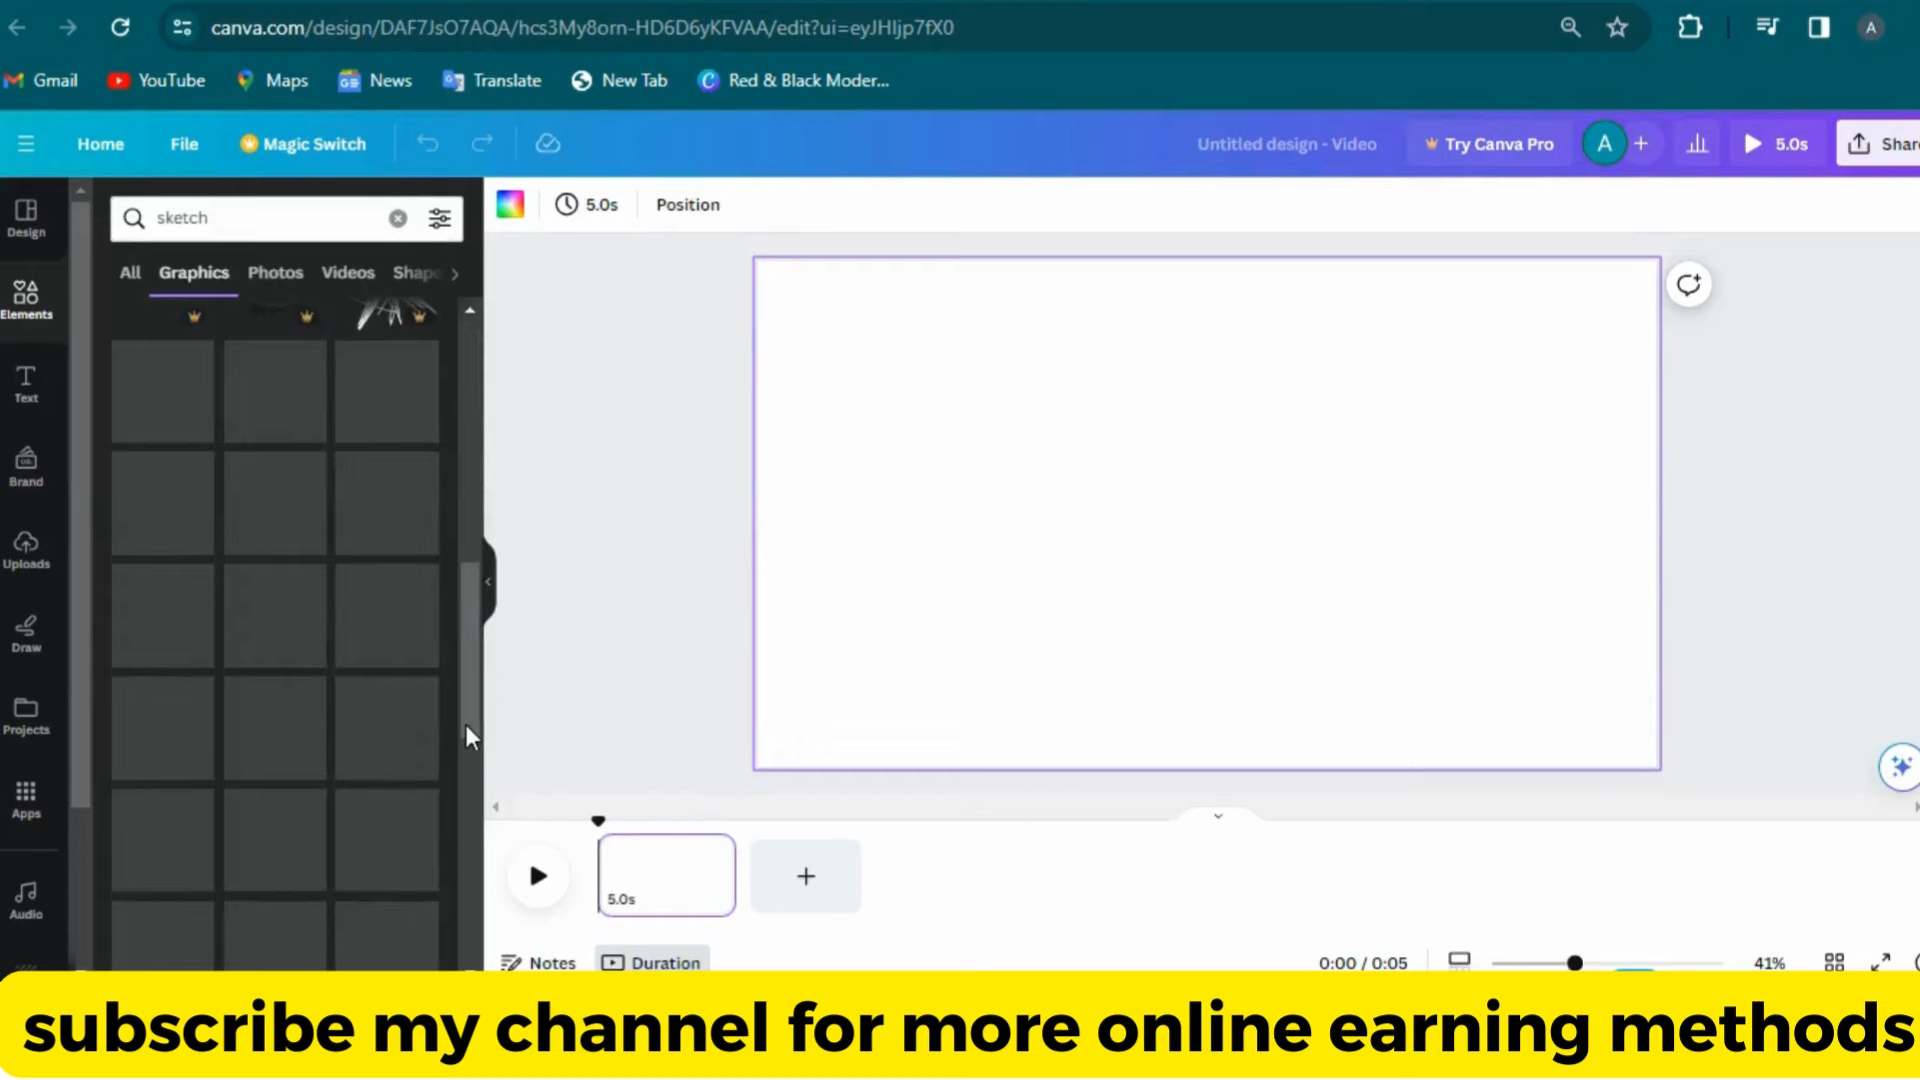 canva.com/design/DAF7JsO7AQA/hcs3My8orn-HD6D6yKFVAA/edit?ui=eyJHIjp7fX0
A
Gmail YouTube Maps News Translate New Tab Red & Black Moder...
Home File Magic Switch Untitled design - Video Try Canva Pro A + 5.0s Shar
Design
sketch
5.0s Position
All Graphics Photos Videos Shap
Elements
Text
Brand
Uploads
Draw
Projects
Apps
Audio
5.0s
Notes Duration 0:00 / 0:05 41%
subscribe my channel for more online earning methods